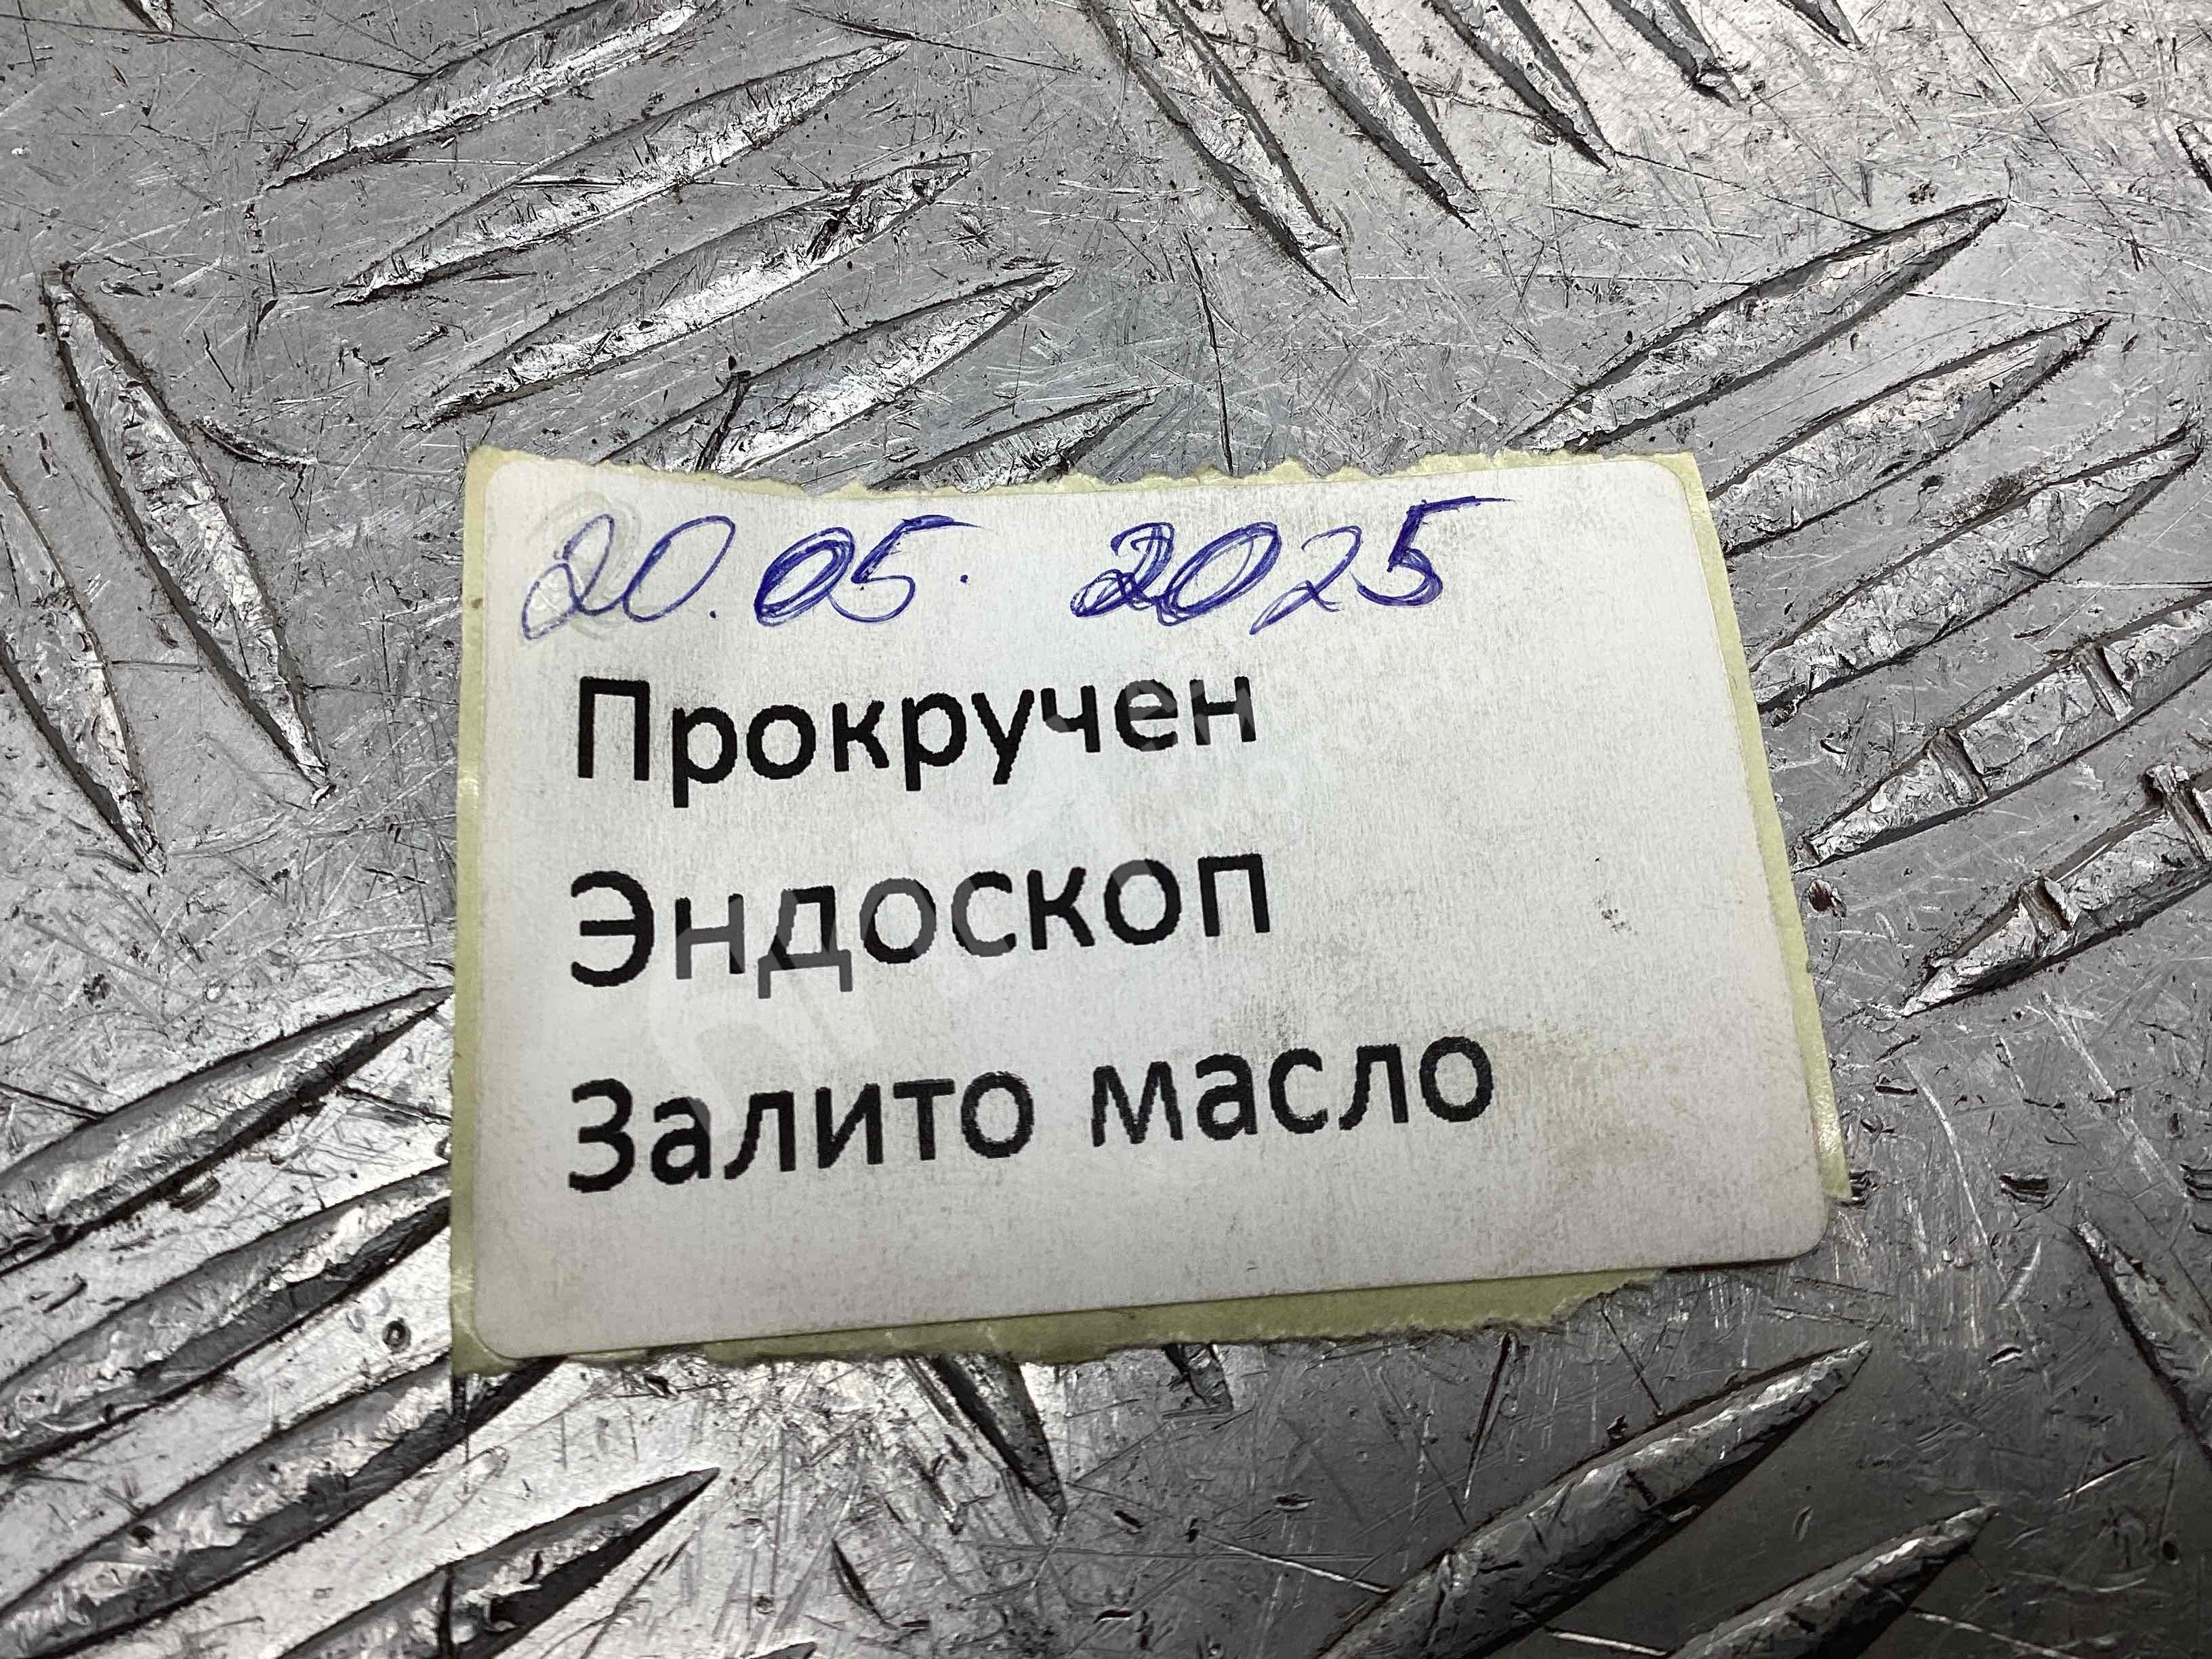 20.05.2025
Прокручен
Эндоскоп
Залито масло